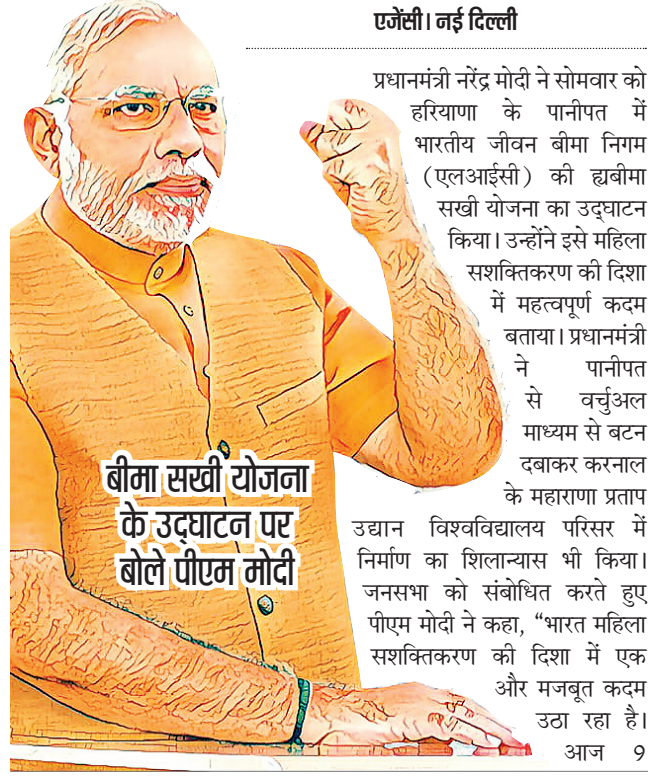 एजेंसी। नई दिल्ली
प्रधानमंत्री नरेंद्र मोदी ने सोमवार को
हरियाणा के पानीपत में
भारतीय जीवन बीमा निगम
(एलआईसी) की ह्यबीमा
सखी योजना का उद्घाटन
किया। उन्होंने इसे महिला
सशक्तिकरण की दिशा
में महत्वपूर्ण कदम
बताया। प्रधानमंत्री
ने पानीपत
से वर्चुअल
माध्यम से बटन
दबाकर करनाल
के महाराणा प्रताप
उद्यान विश्वविद्यालय परिसर में
निर्माण का शिलान्यास भी किया।
जनसभा को संबोधित करते हुए
पीएम मोदी ने कहा, “भारत महिला
सशक्तिकरण की दिशा में एक
और मजबूत कदम
उठा रहा है।
आज 9
बीमा सखी योजना
के उद्घाटन पर
बोले पीएम मोदी